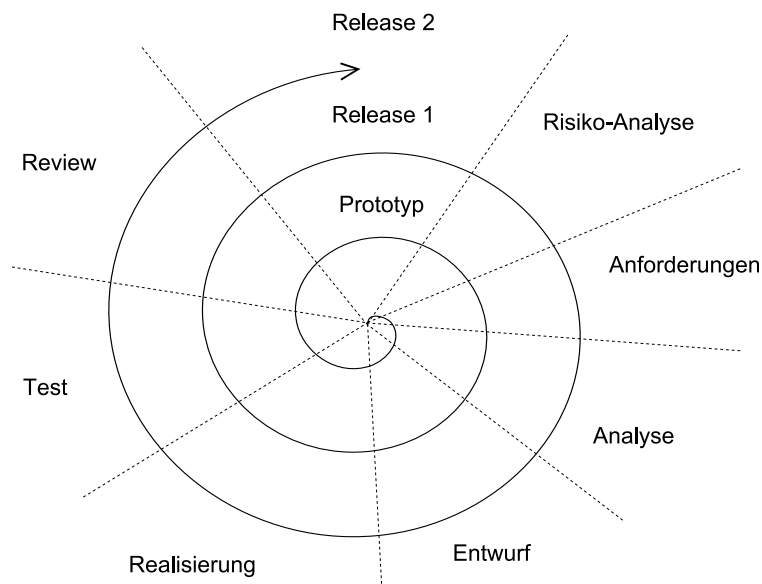 Release 2
Release 1
Risiko-Analyse
Review
Prototyp
Anforderungen
Test
Analyse
Entwurf
Realisierung